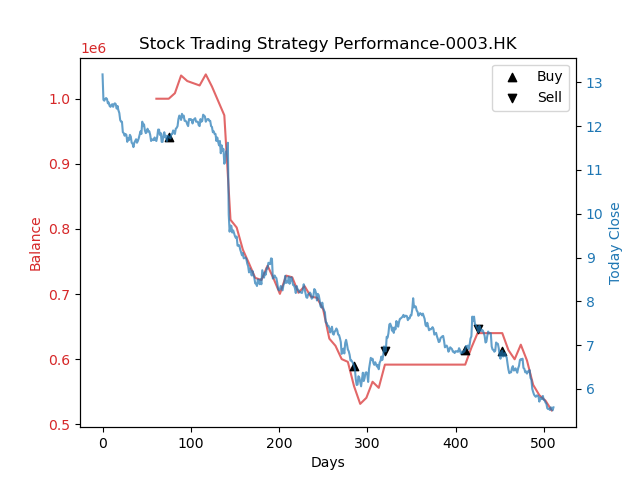 Stock Trading Strategy Performance-0003.HK
1e6
Buy
Sell
1.0
0.9
0.8
0.7
0.6
0.5
Balance
13
12
11
10
9
8
7
6
Today Close
0
100
200
300
400
500
Days